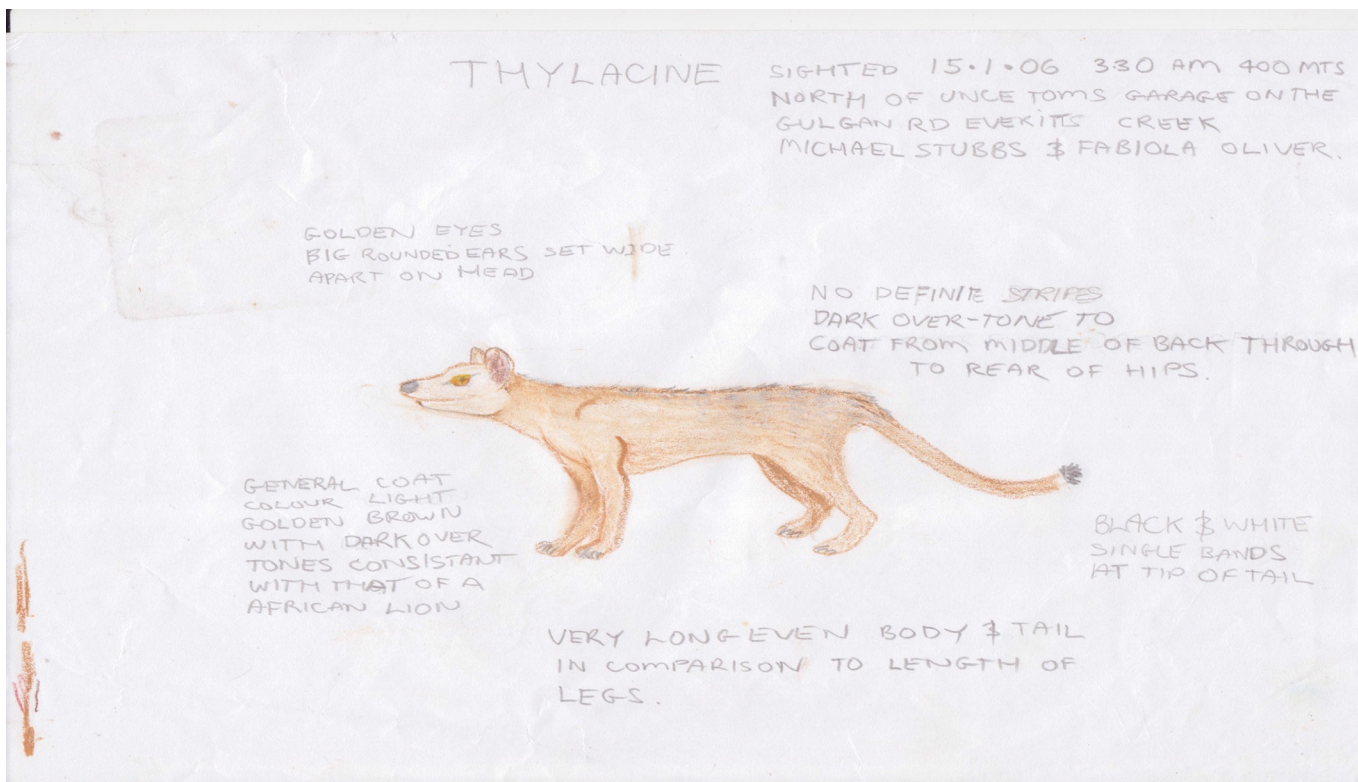 THYLACINE
SIGHTED 15.1.06 330 AM 400 MTS
NORTH OF UNCE TOMS GARAGE ON THE
GULGAN RD EVERITTS CREEK
MICHAEL STUBBS & FABIOLA OLIVER.
GOLDEN EYES
BIG ROUNDED EARS SET WIDE
APART ON HEAD
NO DEFINITE STRIPES
DARK OVER-TONE TO
COAT FROM MIDDLE OF BACK THROUGH
TO REAR OF HIPS.
GENERAL COAT
COLOUR LIGHT
GOLDEN BROWN
WITH DARK OVER
TONES CONSISTANT
WITH THAT OF A
AFRICAN LION
BLACK & WHITE
SINGLE BANDS
AT TIP OF TAIL
VERY LONG EVEN BODY & TAIL
IN COMPARISON TO LENGTH OF
LEGS.